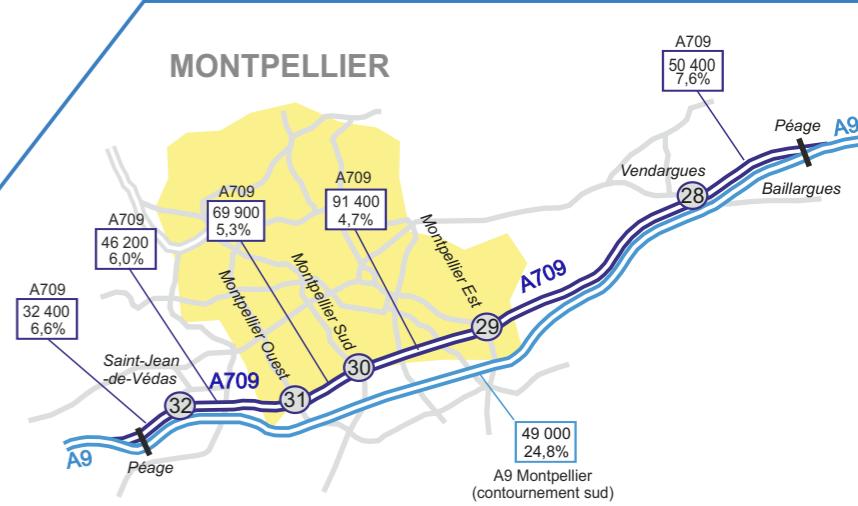 MONTPELLIER
A709
50 400
7,6%
Péage
A9
Vendargues
Baillargues
28
A709
91 400
4,7%
A709
69 900
5,3%
A709
46 200
6,0%
A709
32 400
6,6%
Montpellier Est
Montpellier Sud
Montpellier Ouest
A709
29
30
Saint-Jean
-de-Védas
A709
31
32
A9
Péage
49 000
24,8%
A9 Montpellier
(contournement sud)